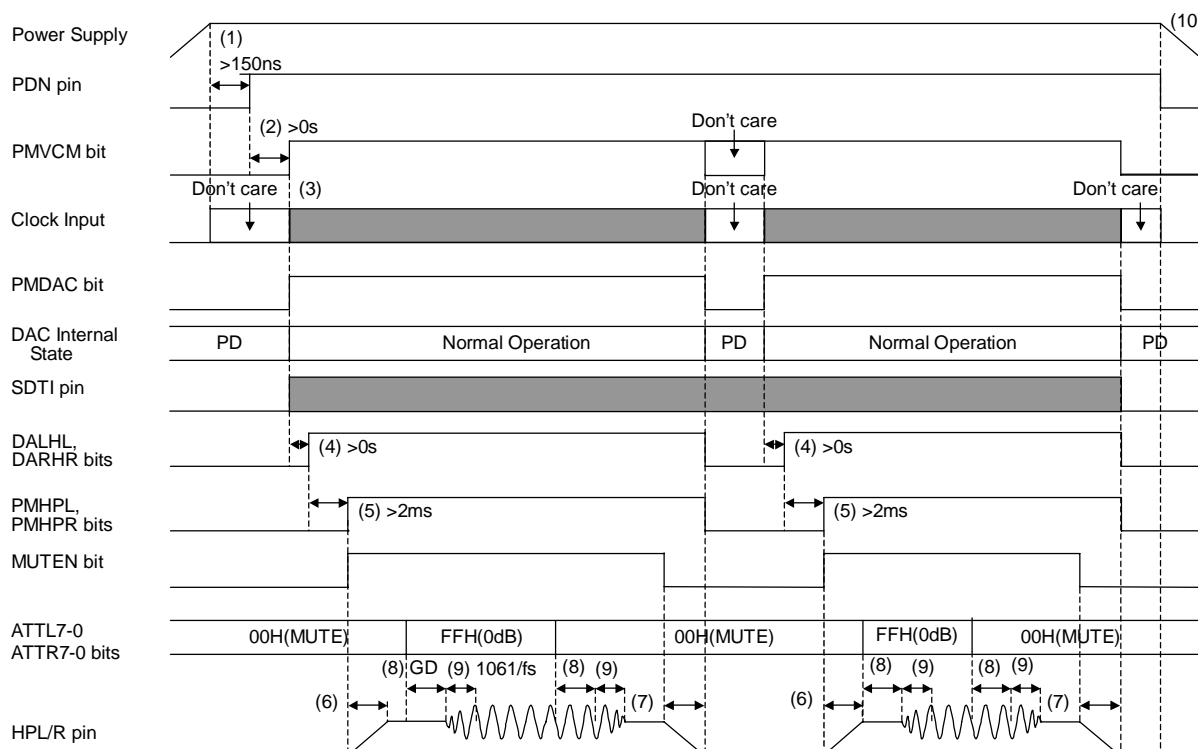 Power Supply
(1)
(10)
>150ns
PDN pin
(2) >0s
Don't care
PMVCM bit
Don't care
(3)
Don't care
Don't care
Clock Input
PMDAC bit
DAC Internal
State
PD
Normal Operation
PD
Normal Operation
PD
SDTI pin
DALHL,
DARHR bits
(4) >0s
(4) >0s
PMHPL,
PMHPR bits
(5) >2ms
(5) >2ms
MUTEN bit
ATTL7-0
ATTR7-0 bits
00H(MUTE)
FFH(0dB)
00H(MUTE)
FFH(0dB)
00H(MUTE)
(8) GD
(9) 1061/fs
(8)
(9)
(8)
(9)
(8)
(9)
(6)
(7)
(6)
(7)
HPL/R pin